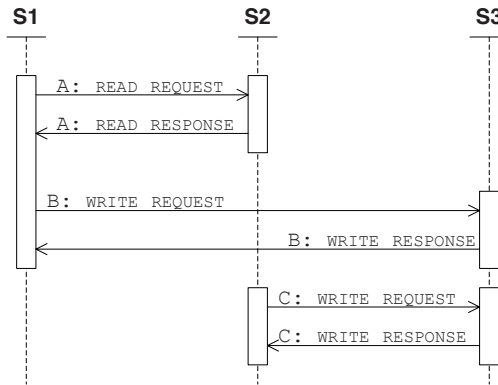 S1 S2 S3
A: READ REQUEST
A: READ RESPONSE
B: WRITE REQUEST
B: WRITE RESPONSE
C: WRITE REQUEST
C: WRITE RESPONSE